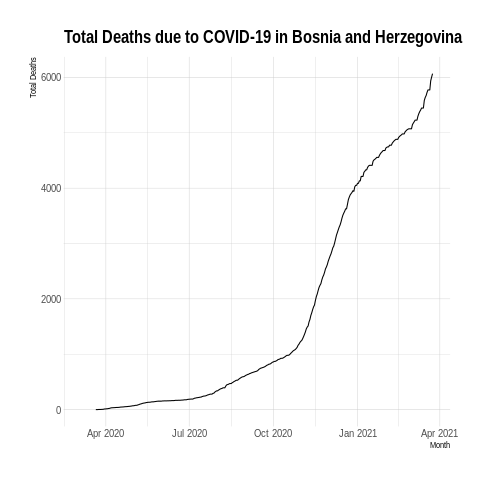 Total Deaths due to COVID-19 in Bosnia and Herzegovina
Total Deaths
6000
4000
2000
0
Apr 2020 Jul 2020 Oct 2020 Jan 2021 Apr 2021
Month